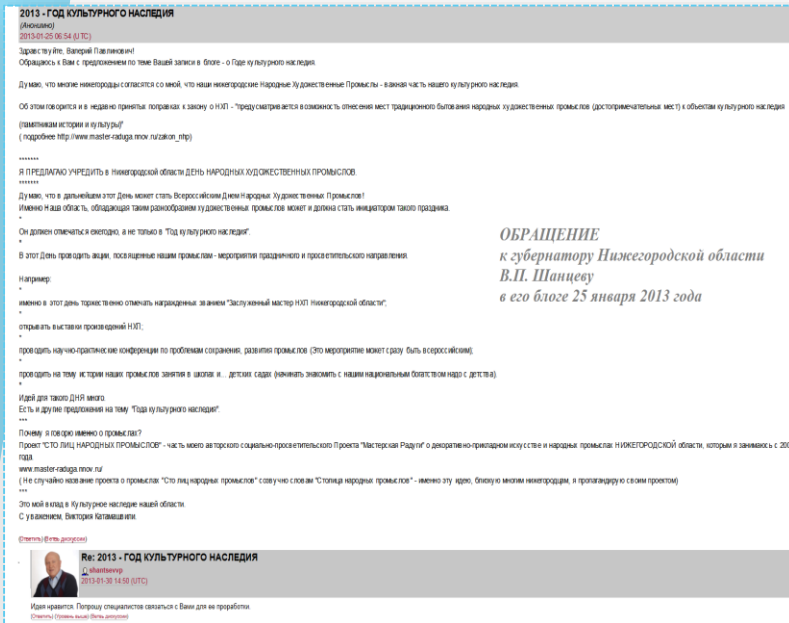 2013 - ГОД КУЛЬТУРНОГО НАСЛЕДИЯ
(Анонимно)
2013-01-25 06:54 (UTC)
Здравствуйте, Валерий Павлинович!
Обращаюсь к Вам с предложением по теме Вашей записи в блоге - о Годе культурного наследия.
Думаю, что многие нижегородцы согласятся со мной, что наши нижегородские Народные Художественные Промыслы - важная часть нашего культурного наследия.
Об этом говорится и в недавно принятых поправках к закону о НХП - "предусматривается возможность отнесения мест традиционного бытования народных художественных промыслов (достопримечательных мест) к объектам культурного наследия
(памятникам истории и культуры)"
( подробнее http://www.master-raduga.nnov.ru/zakon_nhp)
*******
Я ПРЕДЛАГАЮ УЧРЕДИТЬ в Нижегородской области ДЕНЬ НАРОДНЫХ ХУДОЖЕСТВЕННЫХ ПРОМЫСЛОВ.
*******
Думаю, что в дальнейшем этот День может стать Всероссийским Днем Народных Художественных Промыслов!
Именно Наша область, обладающая таким разнообразием художественных промыслов может и должна стать инициатором такого праздника.
*
Он должен отмечаться ежегодно, а не только в "Год культурного наследия".
*
В этот День проводить акции, посвященные нашим промыслам - мероприятия праздничного и просветительского направления.
Например:
*
именно в этот день торжественно отмечать награжденных званием "Заслуженный мастер НХП Нижегородской области";
*
открывать выставки произведений НХП;
*
проводить научно-практические конференции по проблемам сохранения, развития промыслов (Это мероприятие может сразу быть всероссийским);
*
проводить на тему истории наших промыслов занятия в школах и... детских садах (начинать знакомить с нашим национальным богатством надо с детства).
*
Идей для такого ДНЯ много.
Есть и другие предложения на тему "Года культурного наследия".
***
Почему я говорю именно о промыслах?
Проект "СТО ЛИЦ НАРОДНЫХ ПРОМЫСЛОВ" - часть моего авторского социально-просветительского Проекта "Мастерская Радуги" о декоративно-прикладном искусстве и народных промыслах НИЖЕГОРОДСКОЙ области, которым я занимаюсь с 200
года.
www.master-raduga.nnov.ru/
( Не случайно название проекта о промыслах "Сто лиц народных промыслов" созвучно словам "Столица народных промыслов" - именно эту идею, близкую многим нижегородцам, я пропагандирую своим проектом)
***
Это мой вклад в Культурное наследие нашей области.
С уважением, Виктория Катамашвили.
(Ответить) (Ветвь дискуссии)
ОБРАЩЕНИЕ
к губернатору Нижегородской области
В.П. Шанцеву
в его блоге 25 января 2013 года
Re: 2013 - ГОД КУЛЬТУРНОГО НАСЛЕДИЯ
shantsevvp
2013-01-30 14:50 (UTC)
Идея нравится. Попрошу специалистов связаться с Вами для ее проработки.
(Ответить) (Уровень выше) (Ветвь дискуссии)